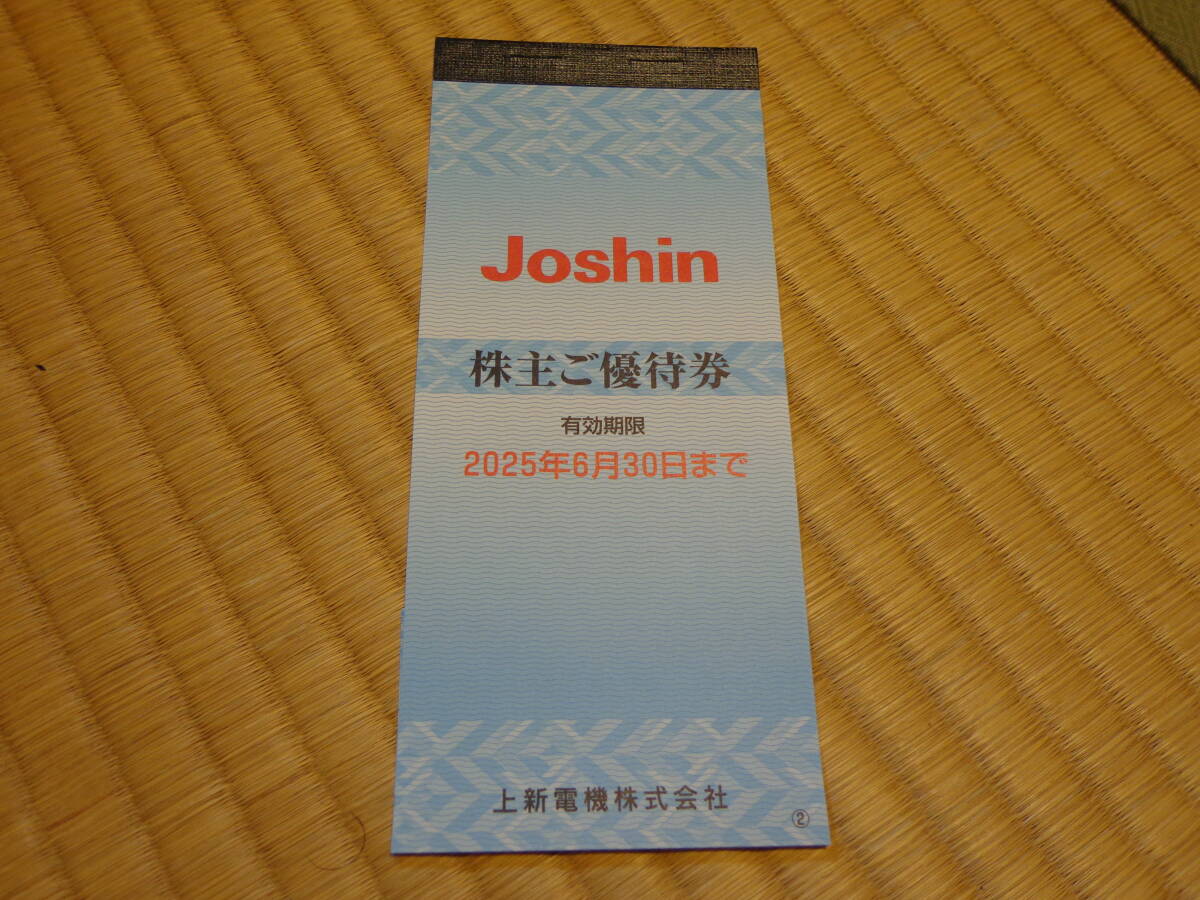 Joshin
株主ご優待券
有効期限
2025年6月30日まで
上新電機株式会社
②